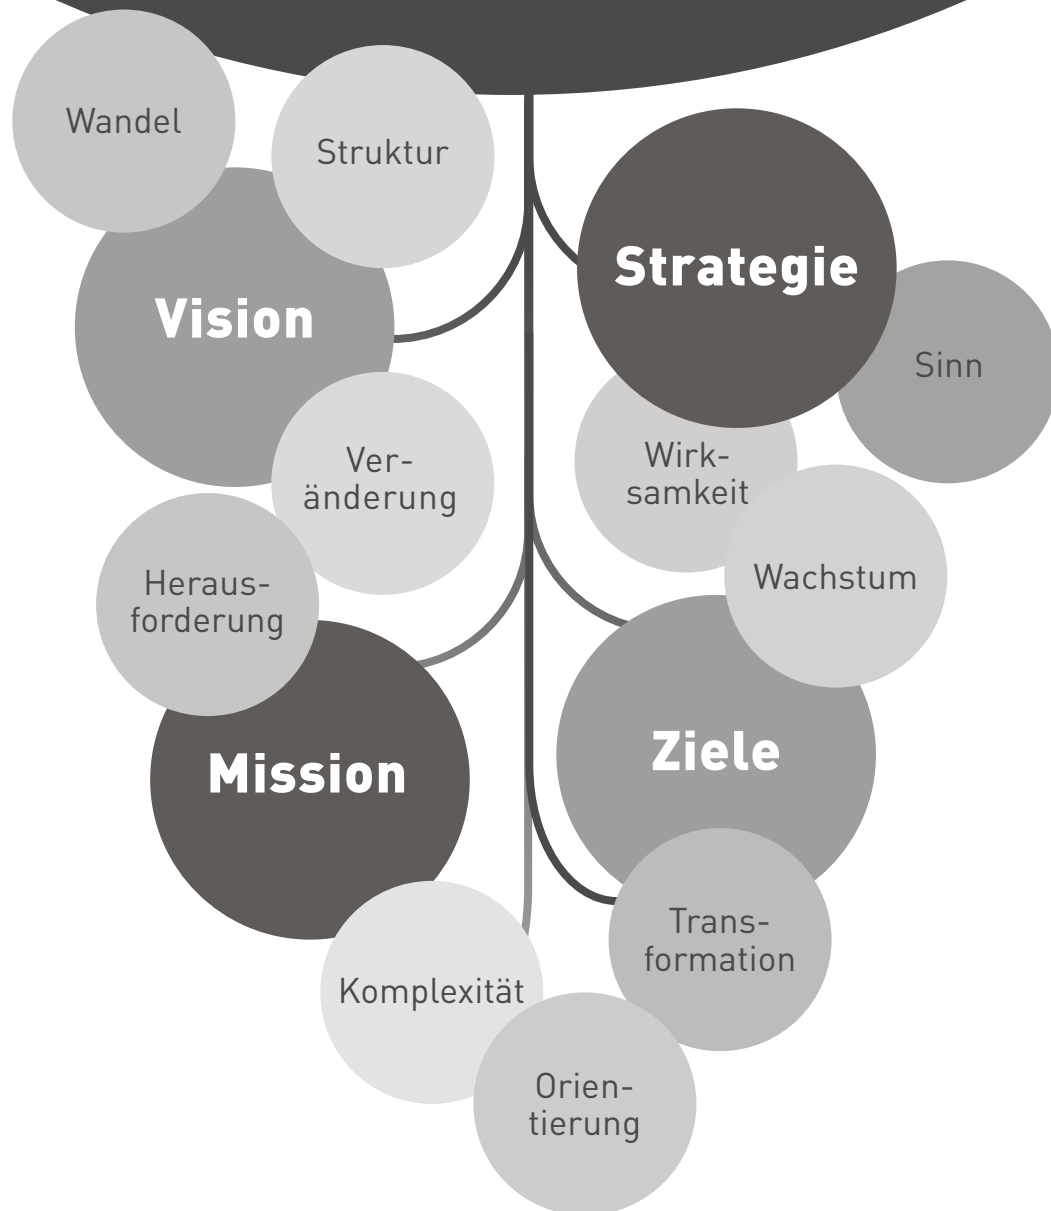 Wandel
Struktur
Strategie
Vision
Sinn
Ver-
änderung
Wirk-
samkeit
Heraus-
forderung
Wachstum
Mission
Ziele
Trans-
formation
Komplexität
Orien-
tierung